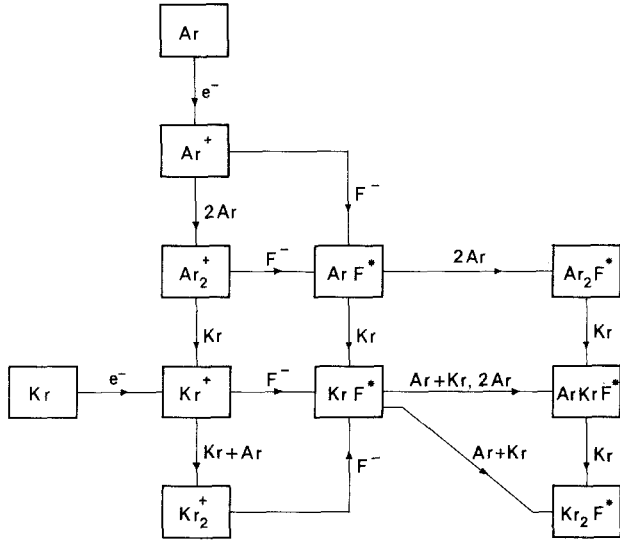 Ar
e⁻
Ar⁺
F⁻
2Ar
Ar₂⁺
F⁻
ArF*
2Ar
Ar₂F*
Kr
Kr
Kr
Kr
e⁻
Kr⁺
F⁻
KrF*
Ar+Kr, 2Ar
ArKrF*
Kr+Ar
F⁻
Ar+Kr
Kr
Kr₂⁺
Kr₂F*